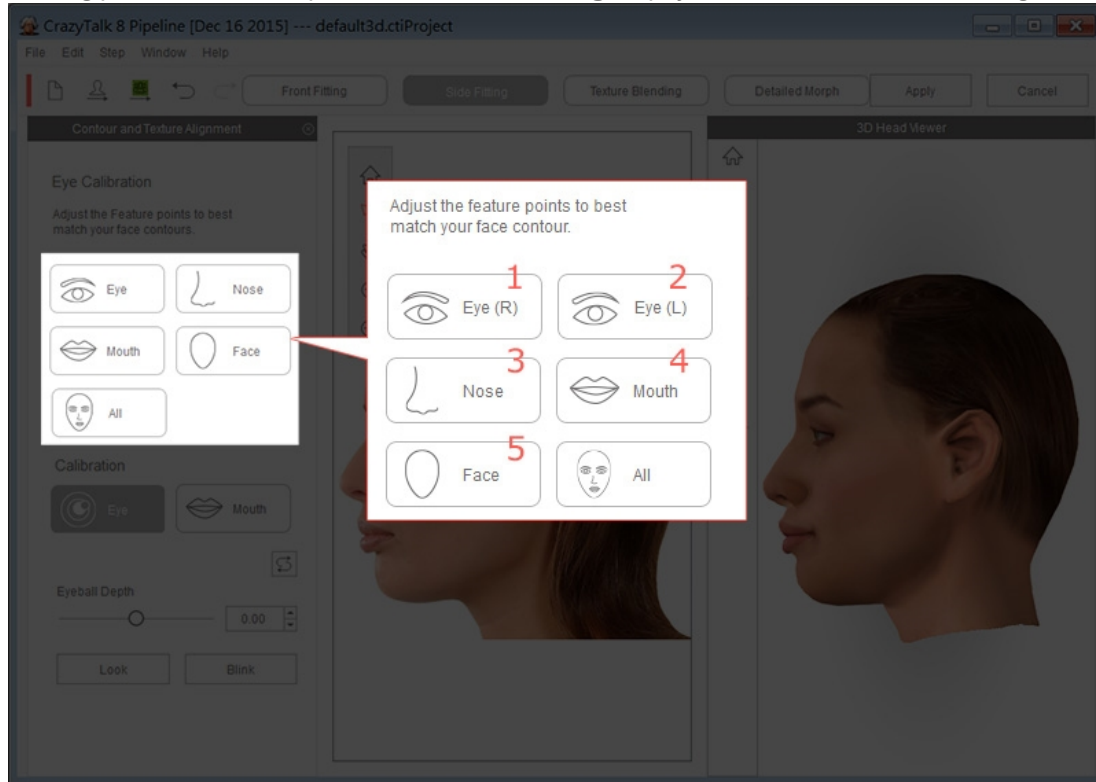 CrazyTalk 8 Pipeline [Dec 16 2015] --- default3d.ctiProject
File Edit Step Window Help
Front Fitting Side Fitting Texture Blending Detailed Morph Apply Cancel
Contour and Texture Alignment
3D Head Viewer
Eye Calibration
Adjust the Feature points to best
match your face contours.
Eye Nose
Mouth Face
All
Adjust the feature points to best
match your face contour.
1 2
Eye (R) Eye (L)
3 4
Nose Mouth
5
Face All
Calibration
Eye Mouth
Eyeball Depth
0.00
Look Blink